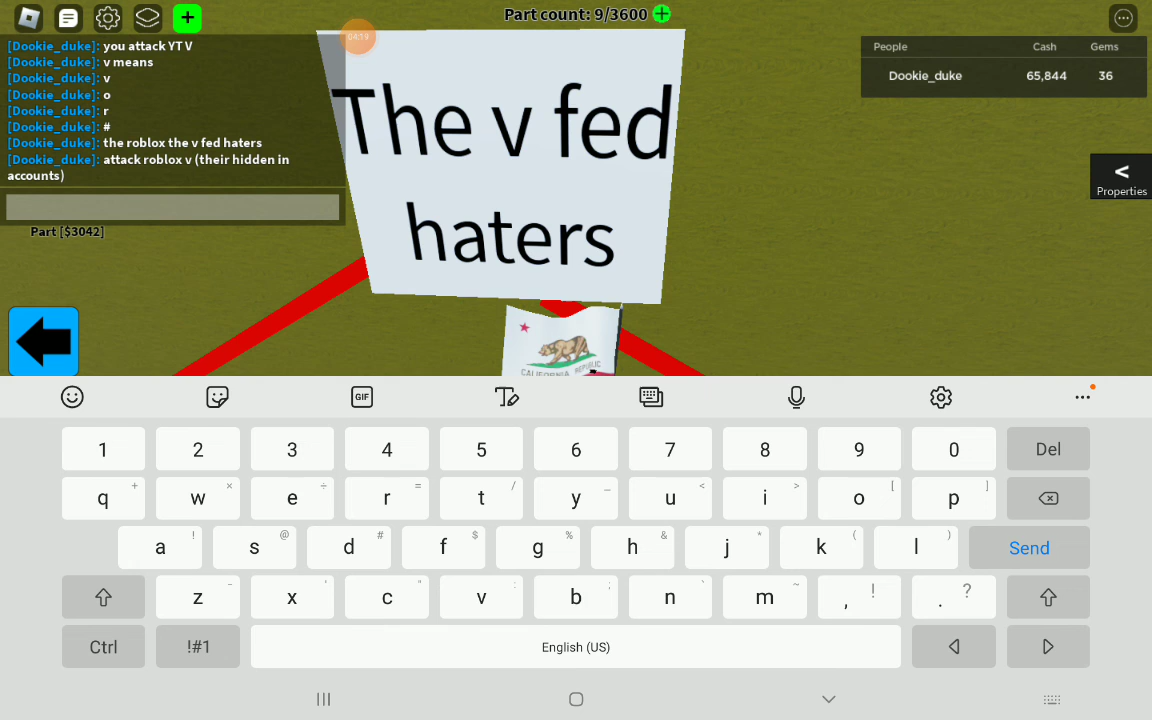 Part count: 9/3600
04:19
[Dookie_duke]: you attack YT V
[Dookie_duke]: v means
[Dookie_duke]: v
[Dookie_duke]: o
[Dookie_duke]: r
[Dookie_duke]: #
[Dookie_duke]: the roblox the v fed haters
[Dookie_duke]: attack roblox v (their hidden in
accounts)
Part [$3042]
People Cash Gems
Dookie_duke 65,844 36
<
Properties
The v fed
haters
CALIFORNIA REPUBLIC
GIF
1 2 3 4 5 6 7 8 9 0 Del
q + w × e ÷ r = t / y _ u < i > o [ p ]
a ! s @ d # f $ g % h & j * k ( l ) Send
z - x ' c " v : b ; n ` m ~ , ! . ?
Ctrl !#1 English (US)